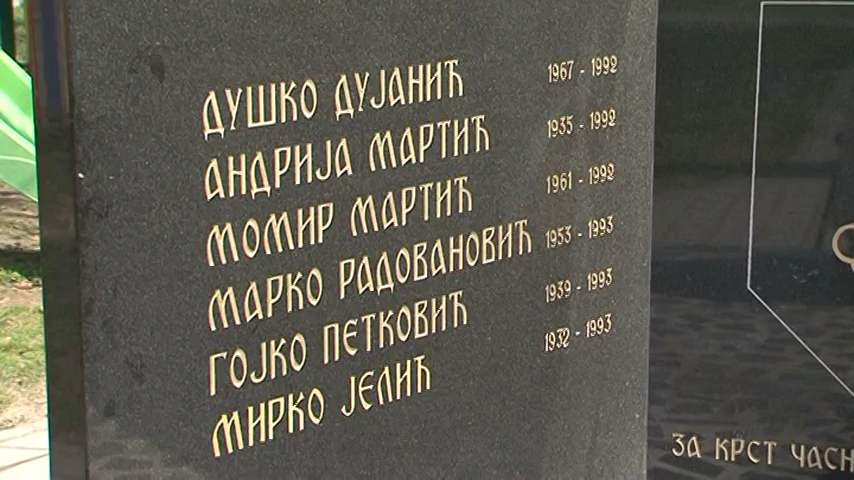 ДУШКО ДУЈАНИЋ 1967 - 1992
АНДРИЈА МАРТИЋ 1935 - 1992
МОМИР МАРТИЋ 1961 - 1992
МАРКО РАДОВАНОВИЋ 1953 - 1993
ГОЈКО ПЕТКОВИЋ 1939 - 1993
МИРКО ЈЕЛИЋ 1932 - 1993
ЗА КРСТ ЧАСН